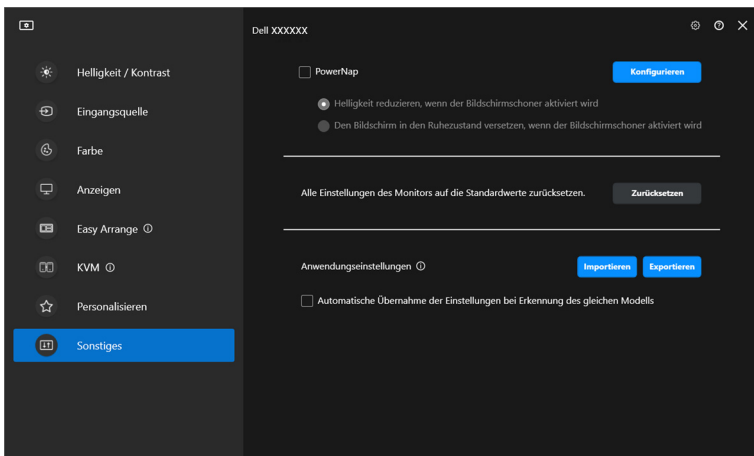 Dell XXXXXX
Helligkeit / Kontrast
Eingangsquelle
Farbe
Anzeigen
Easy Arrange
KVM
Personalisieren
Sonstiges
PowerNap
Konfigurieren
Helligkeit reduzieren, wenn der Bildschirmschoner aktiviert wird
Den Bildschirm in den Ruhezustand versetzen, wenn der Bildschirmschoner aktiviert wird
Alle Einstellungen des Monitors auf die Standardwerte zurücksetzen.
Zurücksetzen
Anwendungseinstellungen
Importieren
Exportieren
Automatische Übernahme der Einstellungen bei Erkennung des gleichen Modells